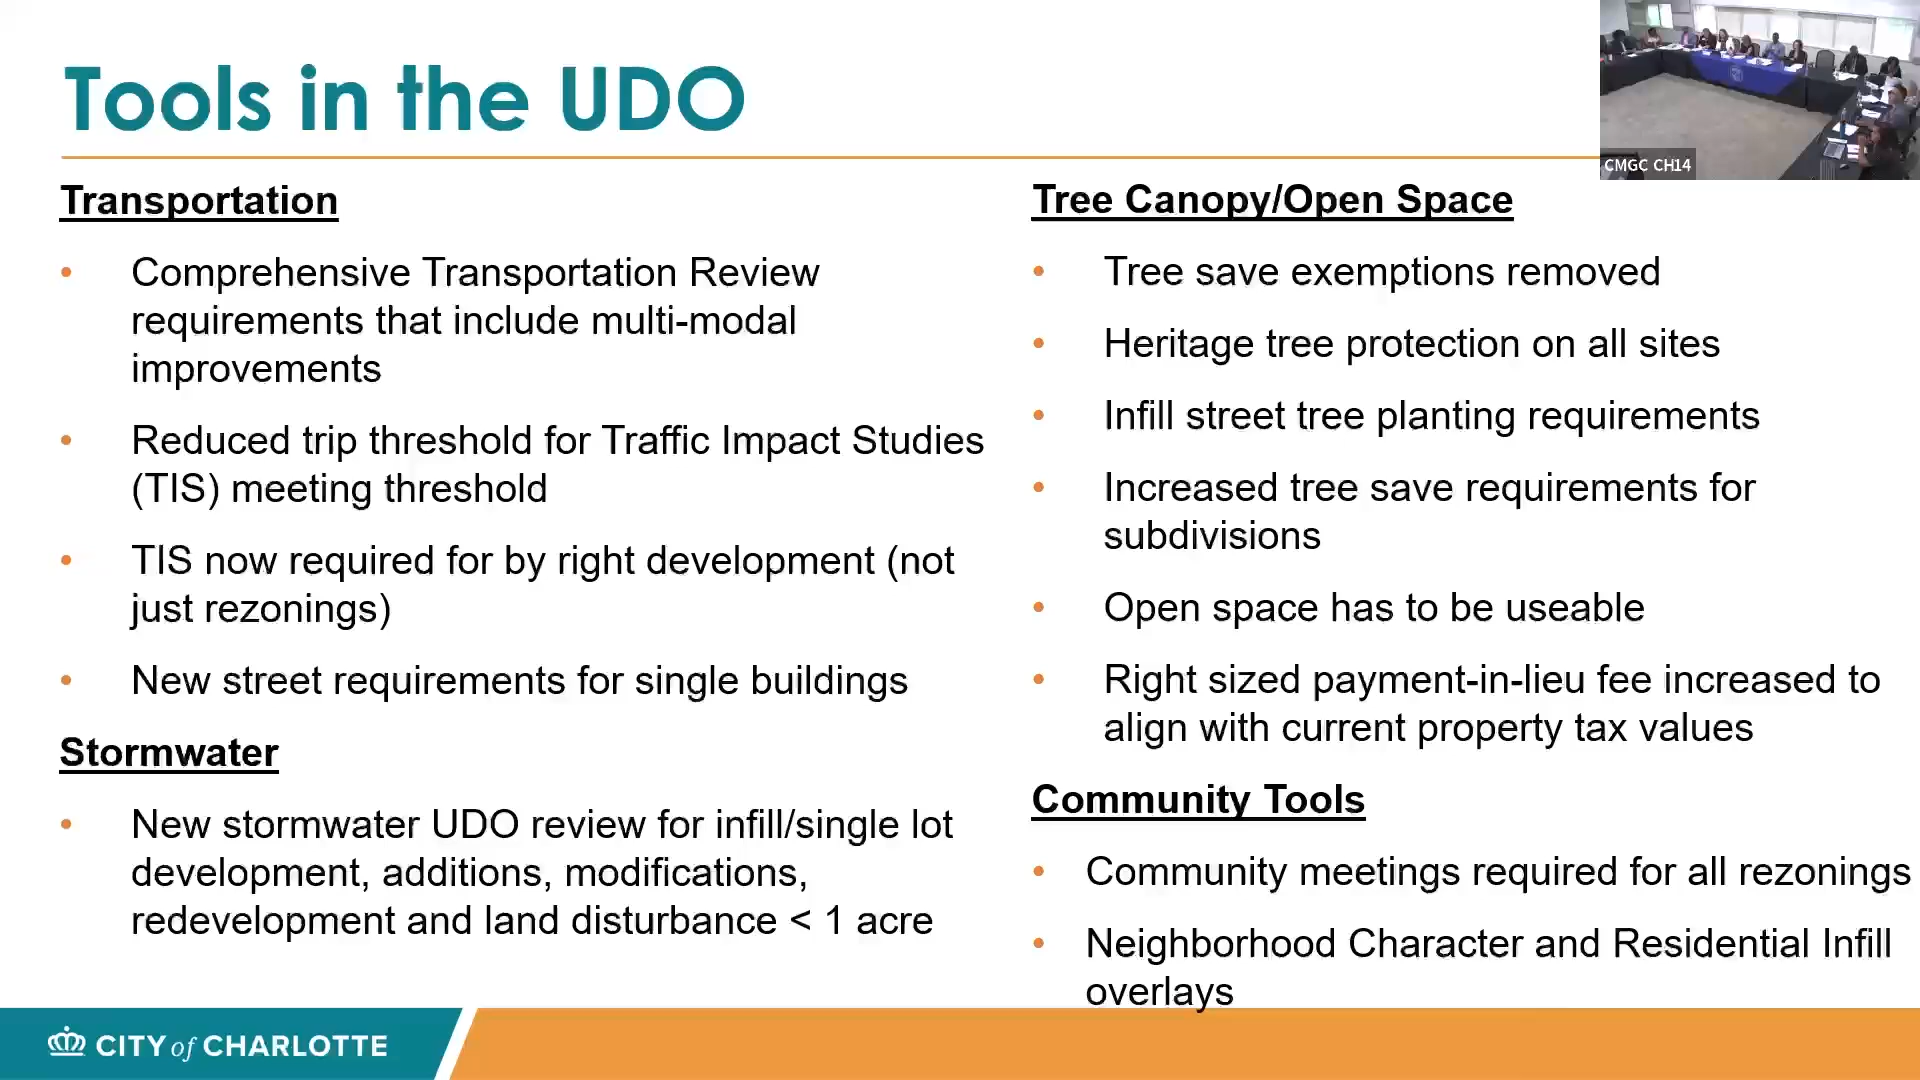 Tools in the UDO
CMGC CH14
Transportation
• Comprehensive Transportation Review
requirements that include multi-modal
improvements
• Reduced trip threshold for Traffic Impact Studies
(TIS) meeting threshold
• TIS now required for by right development (not
just rezonings)
• New street requirements for single buildings
Stormwater
• New stormwater UDO review for infill/single lot
development, additions, modifications,
redevelopment and land disturbance < 1 acre
Tree Canopy/Open Space
• Tree save exemptions removed
• Heritage tree protection on all sites
• Infill street tree planting requirements
• Increased tree save requirements for
subdivisions
• Open space has to be useable
• Right sized payment-in-lieu fee increased to
align with current property tax values
Community Tools
• Community meetings required for all rezonings
• Neighborhood Character and Residential Infill
overlays
CITY of CHARLOTTE